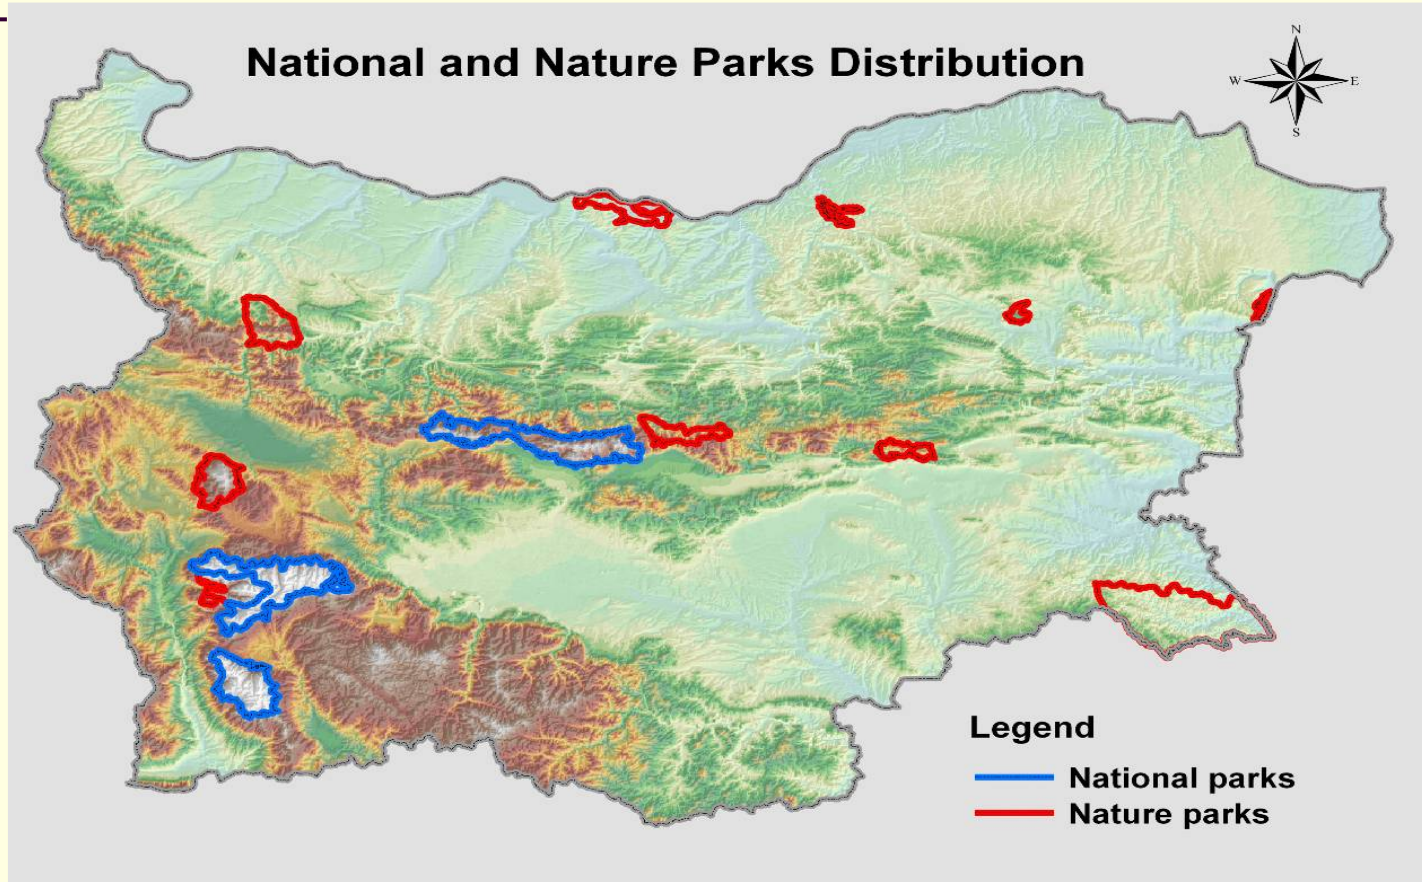 National and Nature Parks Distribution
N
W E
S
Legend
National parks
Nature parks